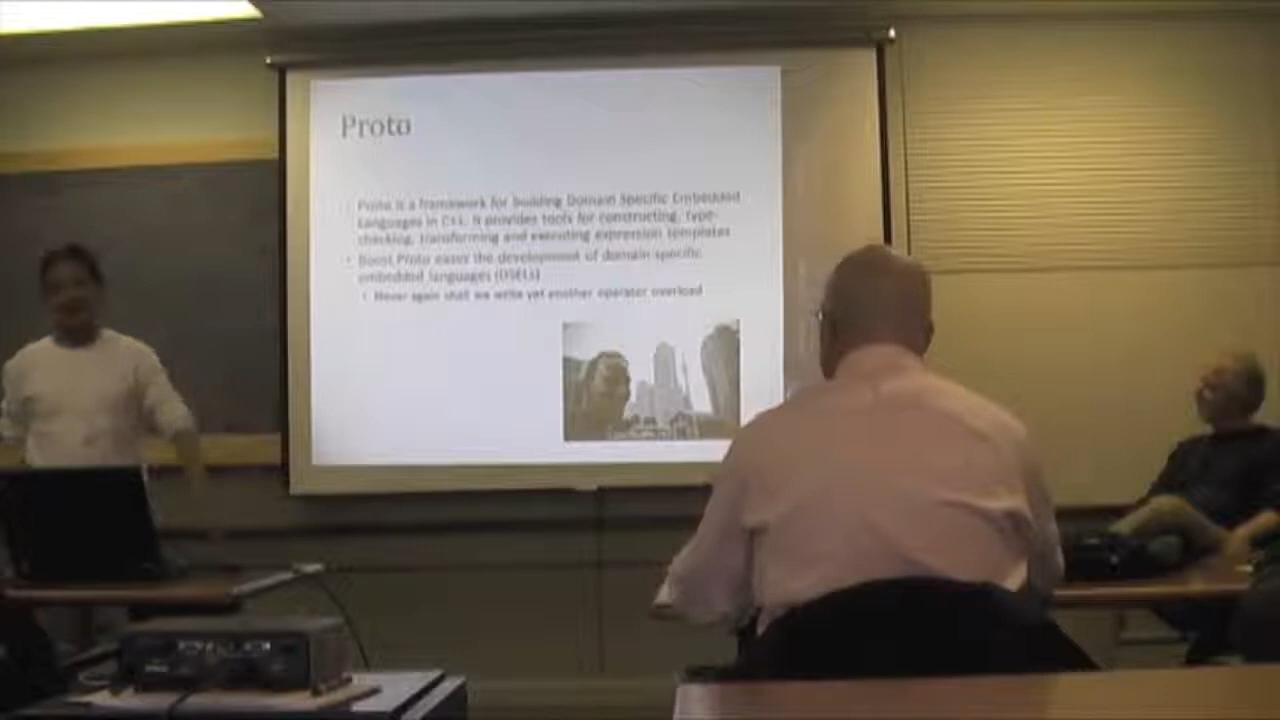 Proto
Proto is a framework for building Domain Specific Embedded
Languages in C++. It provides tools for constructing, type-
checking, transforming and executing expression templates
Boost.Proto eases the development of domain-specific
embedded languages (DSELs)
Never again shall we write yet another operator overload